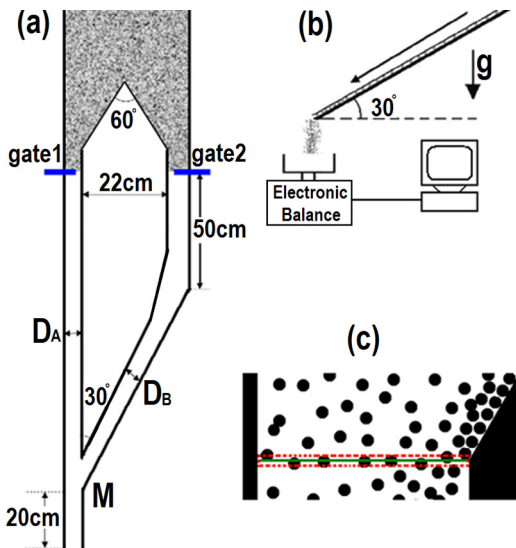 (a)
60°
gate1
gate2
22cm
50cm
DA
30°
DB
M
20cm
(b)
g
30°
Electronic
Balance
(c)